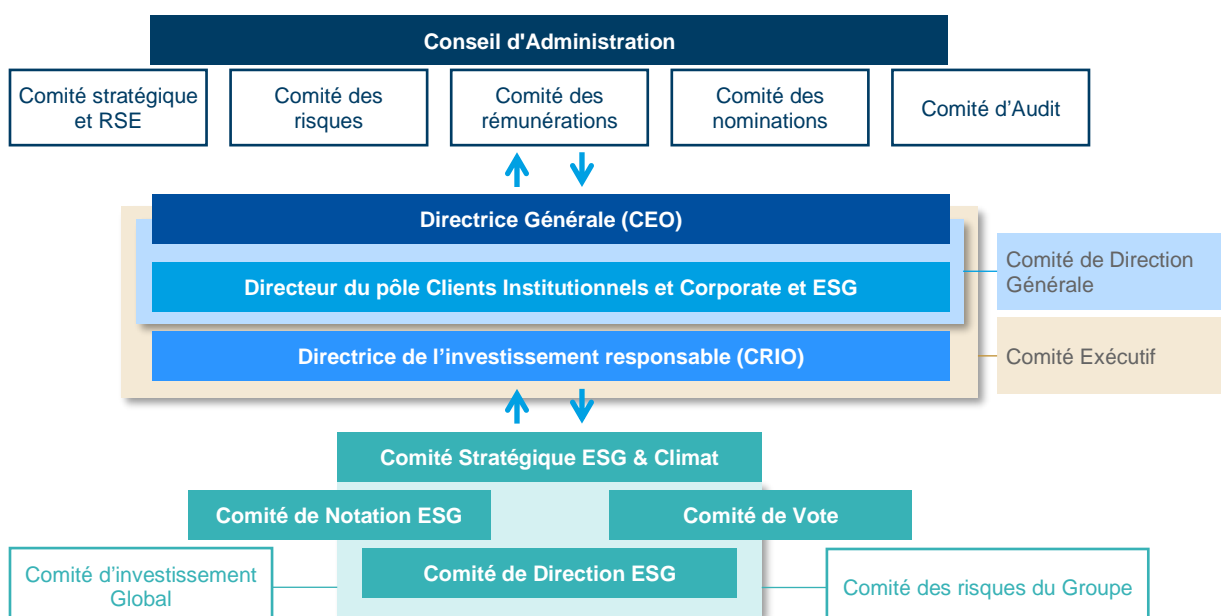 Conseil d'Administration
Comité stratégique
et RSE
Comité des
risques
Comité des
rémunérations
Comité des
nominations
Comité d’Audit
Directrice Générale (CEO)
Directeur du pôle Clients Institutionnels et Corporate et ESG
Comité de Direction
Générale
Directrice de l’investissement responsable (CRIO)
Comité Exécutif
Comité Stratégique ESG & Climat
Comité de Notation ESG
Comité de Vote
Comité d’investissement
Global
Comité de Direction ESG
Comité des risques du Groupe